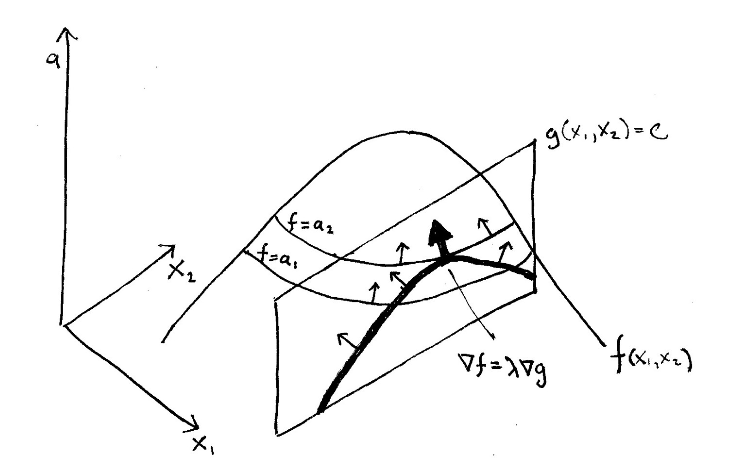 a
g(x₁,x₂)=c
f=a₂
f=a₁
x₂
∇f=λ∇g
f(x₁,x₂)
x₁